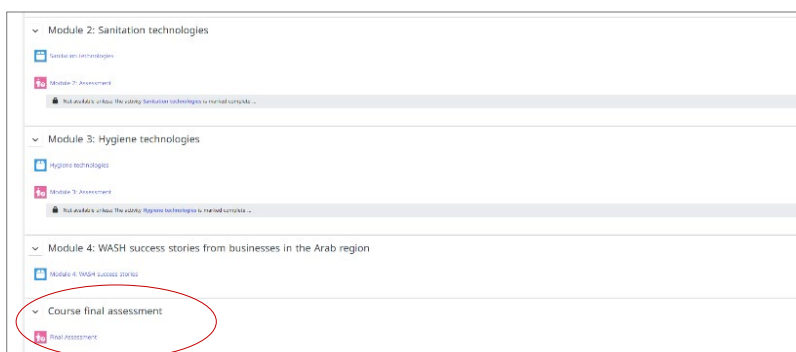 Module 2: Sanitation technologies
Sanitation technologies
Module 2: Assessment
Not available unless: The activity Sanitation technologies is marked complete ...
Module 3: Hygiene technologies
Hygiene technologies
Module 3: Assessment
Not available unless: The activity Hygiene technologies is marked complete ...
Module 4: WASH success stories from businesses in the Arab region
Module 4: WASH success stories
Course final assessment
Final Assessment